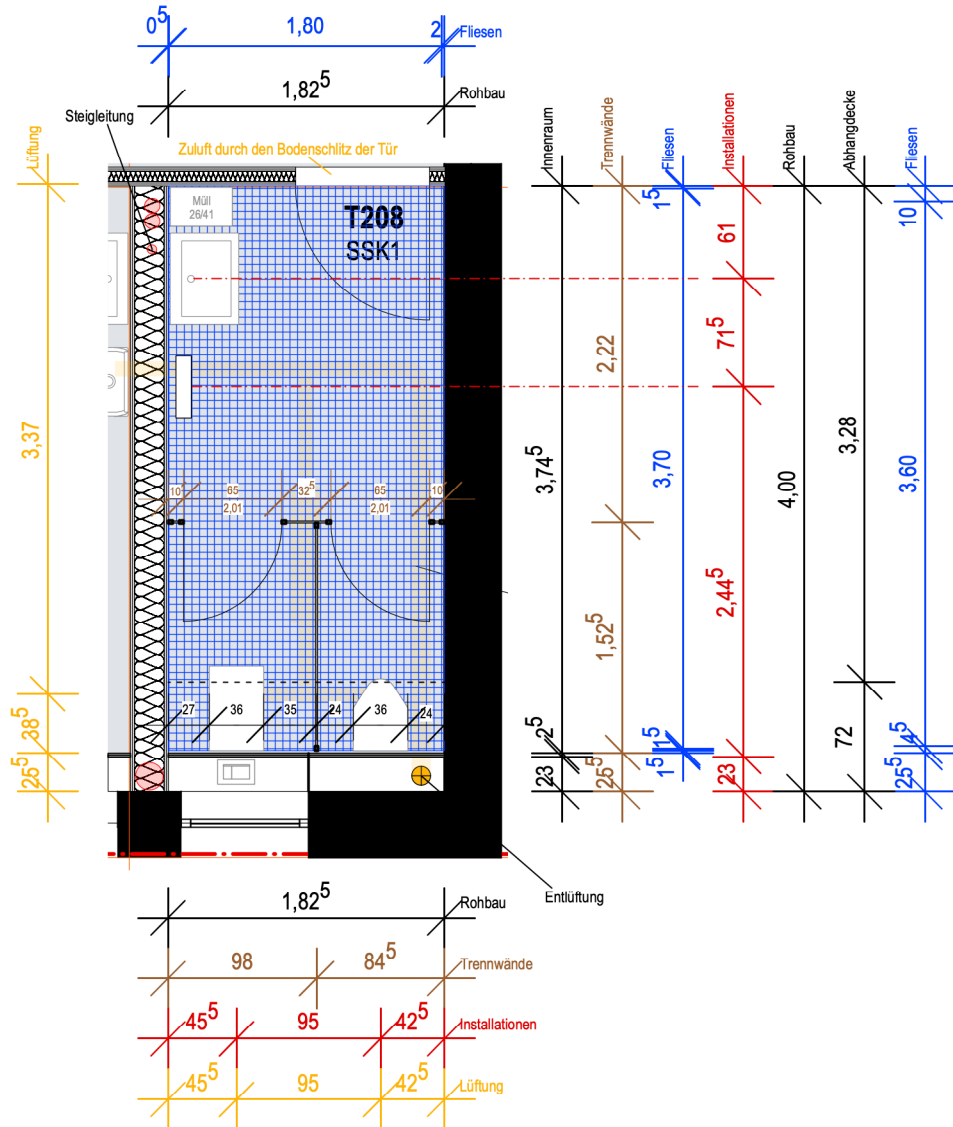 0⁵ 1,80 2 Fliesen
1,82⁵ Rohbau
Steigleitung
Zuluft durch den Bodenschlitz der Tür
Lüftung
3,37
38⁵
25⁵
Müll
26/41
T208
SSK1
10 65 32⁵ 65 10
2,01 2,01
27 36 35 24 36 24
Innenraum
3,74⁵
2⁵
23
Trennwände
2,22
1,52⁵
25⁵
Fliesen
1⁵
3,70
1⁵
1⁵
Installationen
61
71⁵
2,44⁵
23
Rohbau
4,00
Abhangdecke
3,28
72
Fliesen
10
3,60
4⁵
25⁵
Entlüftung
1,82⁵ Rohbau
98 84⁵ Trennwände
45⁵ 95 42⁵ Installationen
45⁵ 95 42⁵ Lüftung